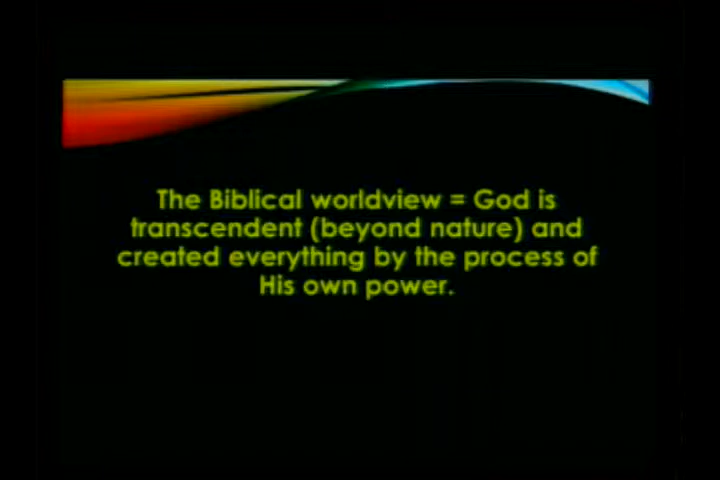 The Biblical worldview = God is
transcendent (beyond nature) and
created everything by the process of
His own power.